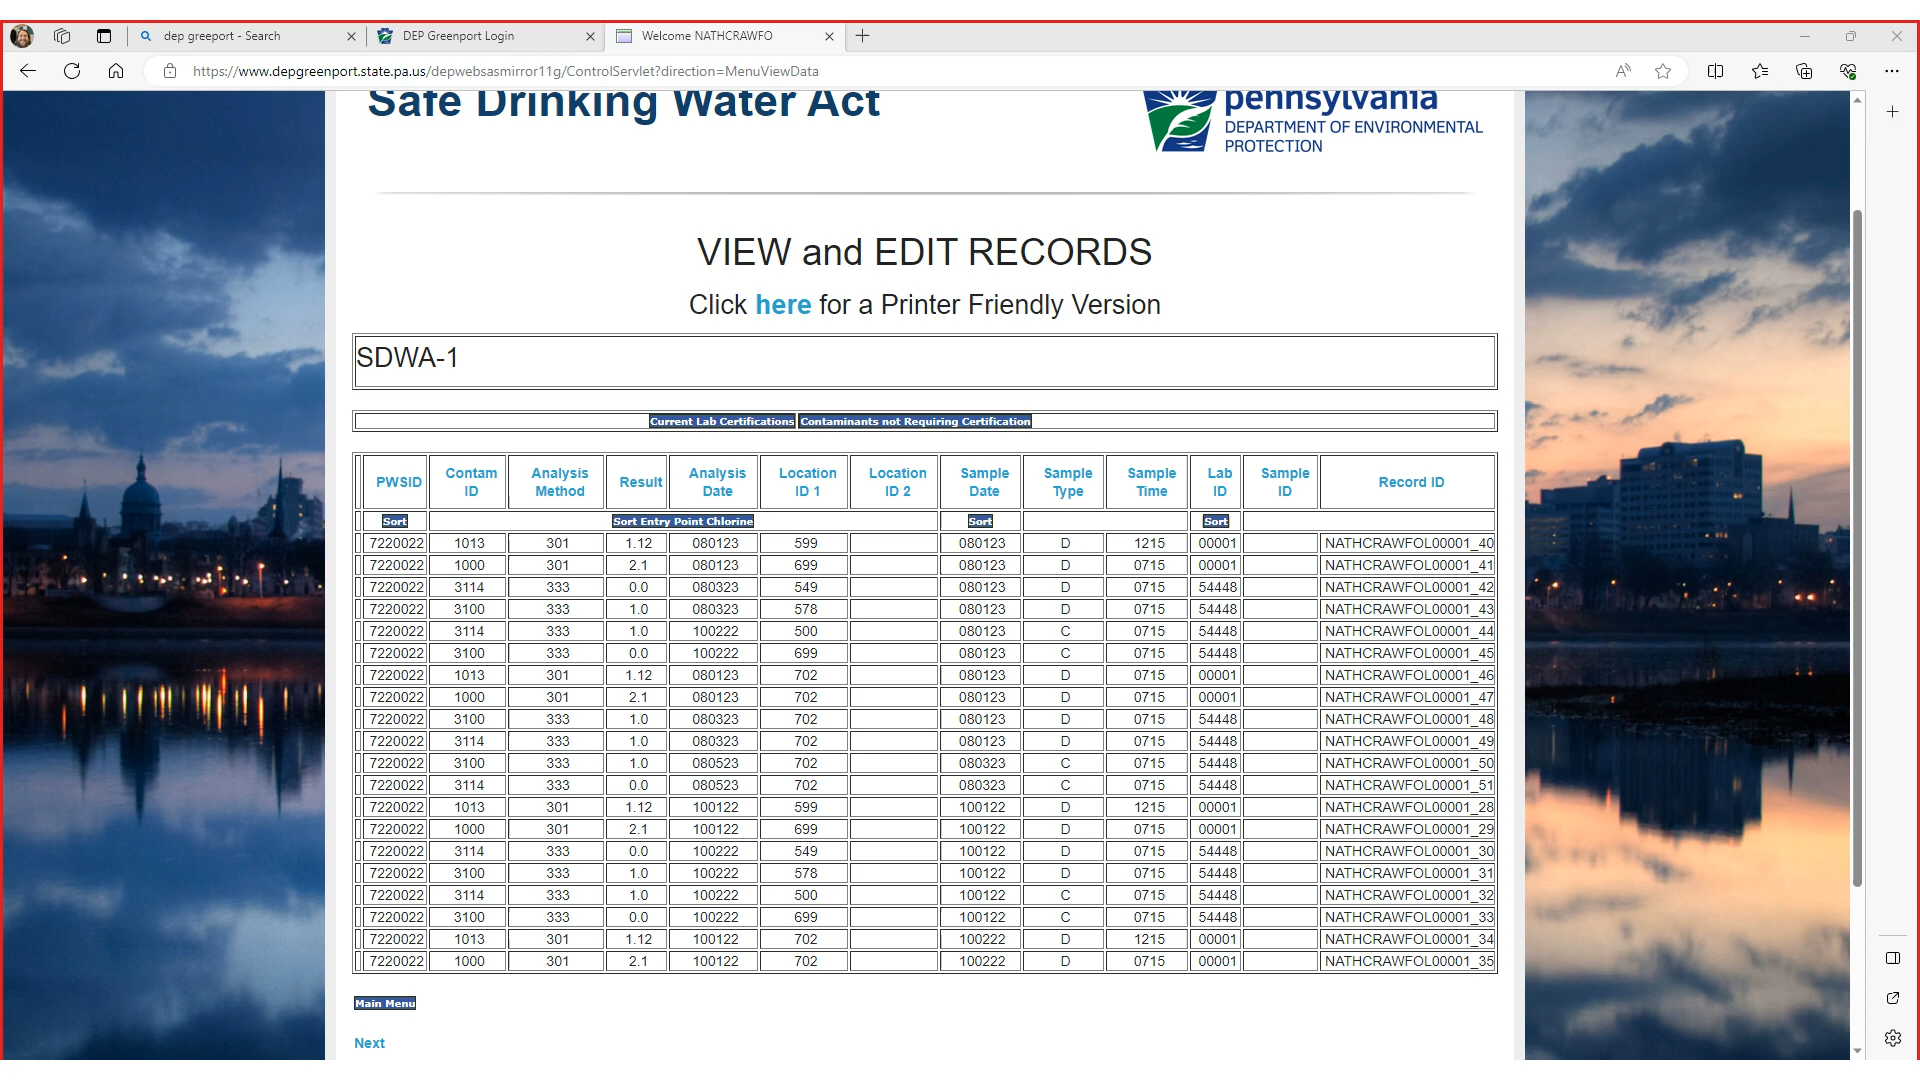 dep greeport - Search
DEP Greenport Login
Welcome NATHCRAWFO
https://www.depgreenport.state.pa.us/depwebsasmirror11g/ControlServlet?direction=MenuViewData
Safe Drinking Water Act
pennsylvania
DEPARTMENT OF ENVIRONMENTAL
PROTECTION
VIEW and EDIT RECORDS
Click here for a Printer Friendly Version
SDWA-1
Current Lab Certifications Contaminants not Requiring Certification
PWSID Contam ID Analysis Method Result Analysis Date Location ID 1 Location ID 2 Sample Date Sample Type Sample Time Lab ID Sample ID Record ID
Sort Sort Entry Point Chlorine Sort Sort
7220022 1013 301 1.12 080123 599 080123 D 1215 00001 NATHCRAWFOL00001_40
7220022 1000 301 2.1 080123 699 080123 D 0715 00001 NATHCRAWFOL00001_41
7220022 3114 333 0.0 080323 549 080123 D 0715 54448 NATHCRAWFOL00001_42
7220022 3100 333 1.0 080323 578 080123 D 0715 54448 NATHCRAWFOL00001_43
7220022 3114 333 1.0 100222 500 080123 C 0715 54448 NATHCRAWFOL00001_44
7220022 3100 333 0.0 100222 699 080123 C 0715 54448 NATHCRAWFOL00001_45
7220022 1013 301 1.12 080123 702 080123 D 0715 00001 NATHCRAWFOL00001_46
7220022 1000 301 2.1 080123 702 080123 D 0715 00001 NATHCRAWFOL00001_47
7220022 3100 333 1.0 080323 702 080123 D 0715 54448 NATHCRAWFOL00001_48
7220022 3114 333 1.0 080323 702 080123 D 0715 54448 NATHCRAWFOL00001_49
7220022 3100 333 1.0 080523 702 080323 C 0715 54448 NATHCRAWFOL00001_50
7220022 3114 333 0.0 080523 702 080323 C 0715 54448 NATHCRAWFOL00001_51
7220022 1013 301 1.12 100122 599 100122 D 1215 00001 NATHCRAWFOL00001_28
7220022 1000 301 2.1 100122 699 100122 D 0715 00001 NATHCRAWFOL00001_29
7220022 3114 333 0.0 100222 549 100122 D 0715 54448 NATHCRAWFOL00001_30
7220022 3100 333 1.0 100222 578 100122 D 0715 54448 NATHCRAWFOL00001_31
7220022 3114 333 1.0 100222 500 100122 C 0715 54448 NATHCRAWFOL00001_32
7220022 3100 333 0.0 100222 699 100122 C 0715 54448 NATHCRAWFOL00001_33
7220022 1013 301 1.12 100122 702 100222 D 1215 00001 NATHCRAWFOL00001_34
7220022 1000 301 2.1 100122 702 100222 D 0715 00001 NATHCRAWFOL00001_35
Main Menu
Next